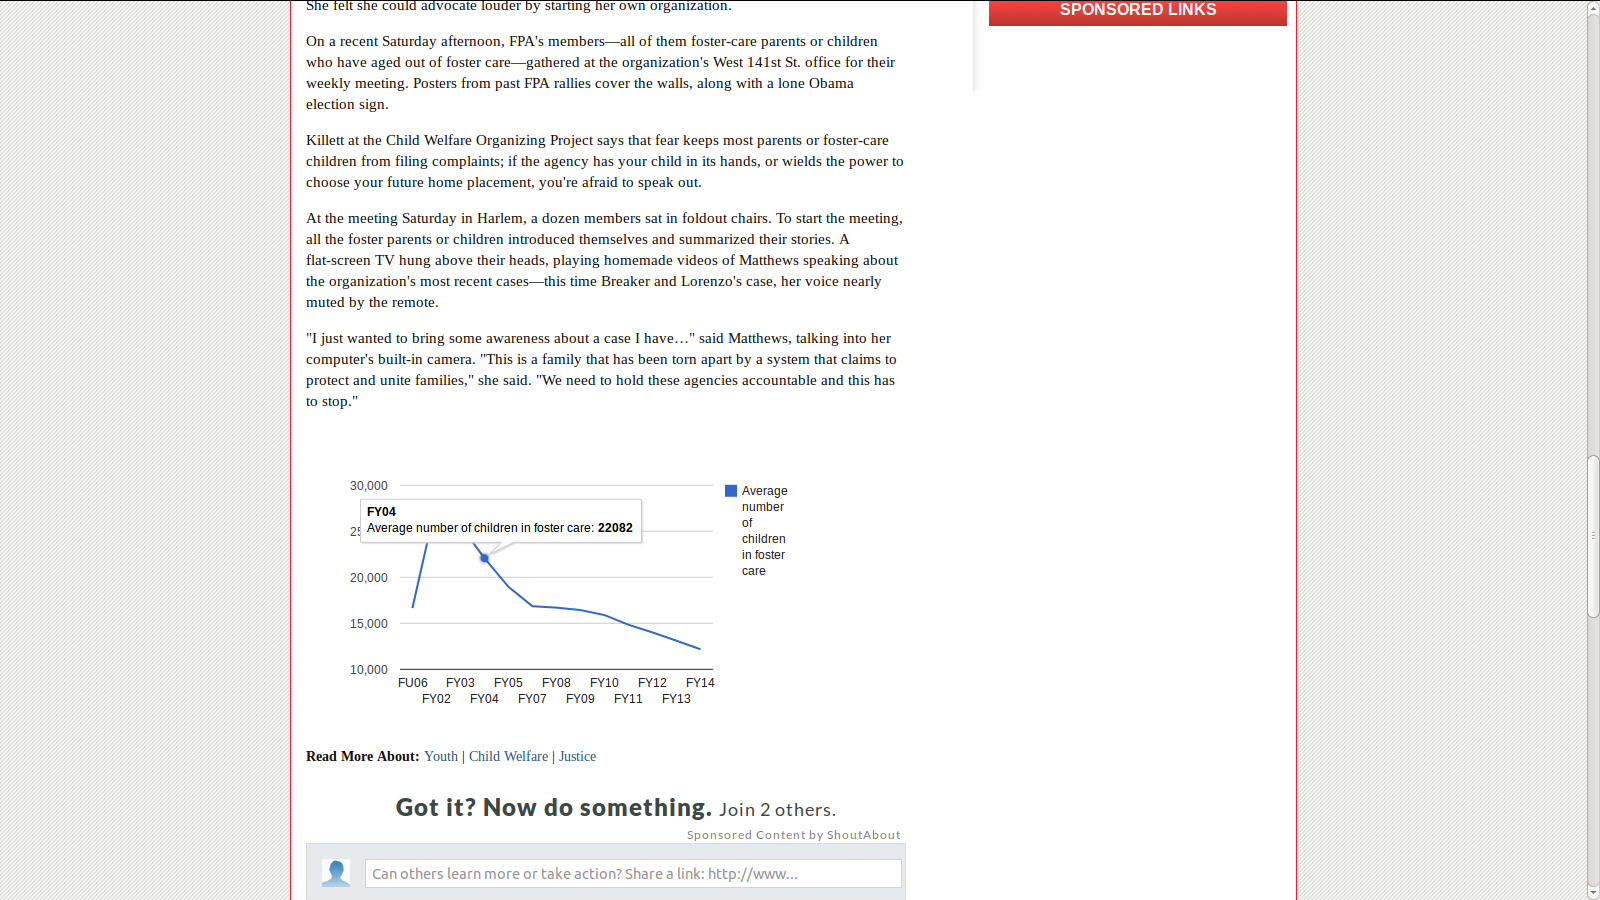 She felt she could advocate louder by starting her own organization.
SPONSORED LINKS
On a recent Saturday afternoon, FPA's members—all of them foster-care parents or children
who have aged out of foster care—gathered at the organization's West 141st St. office for their
weekly meeting. Posters from past FPA rallies cover the walls, along with a lone Obama
election sign.
Killett at the Child Welfare Organizing Project says that fear keeps most parents or foster-care
children from filing complaints; if the agency has your child in its hands, or wields the power to
choose your future home placement, you're afraid to speak out.
At the meeting Saturday in Harlem, a dozen members sat in foldout chairs. To start the meeting,
all the foster parents or children introduced themselves and summarized their stories. A
flat-screen TV hung above their heads, playing homemade videos of Matthews speaking about
the organization's most recent cases—this time Breaker and Lorenzo's case, her voice nearly
muted by the remote.
"I just wanted to bring some awareness about a case I have…" said Matthews, talking into her
computer's built-in camera. "This is a family that has been torn apart by a system that claims to
protect and unite families," she said. "We need to hold these agencies accountable and this has
to stop."
30,000
FY04
Average number of children in foster care: 22082
25
20,000
15,000
10,000
FU06 FY03 FY05 FY08 FY10 FY12 FY14
FY02 FY04 FY07 FY09 FY11 FY13
Average
number
of
children
in foster
care
Read More About: Youth | Child Welfare | Justice
Got it? Now do something. Join 2 others.
Sponsored Content by ShoutAbout
Can others learn more or take action? Share a link: http://www...